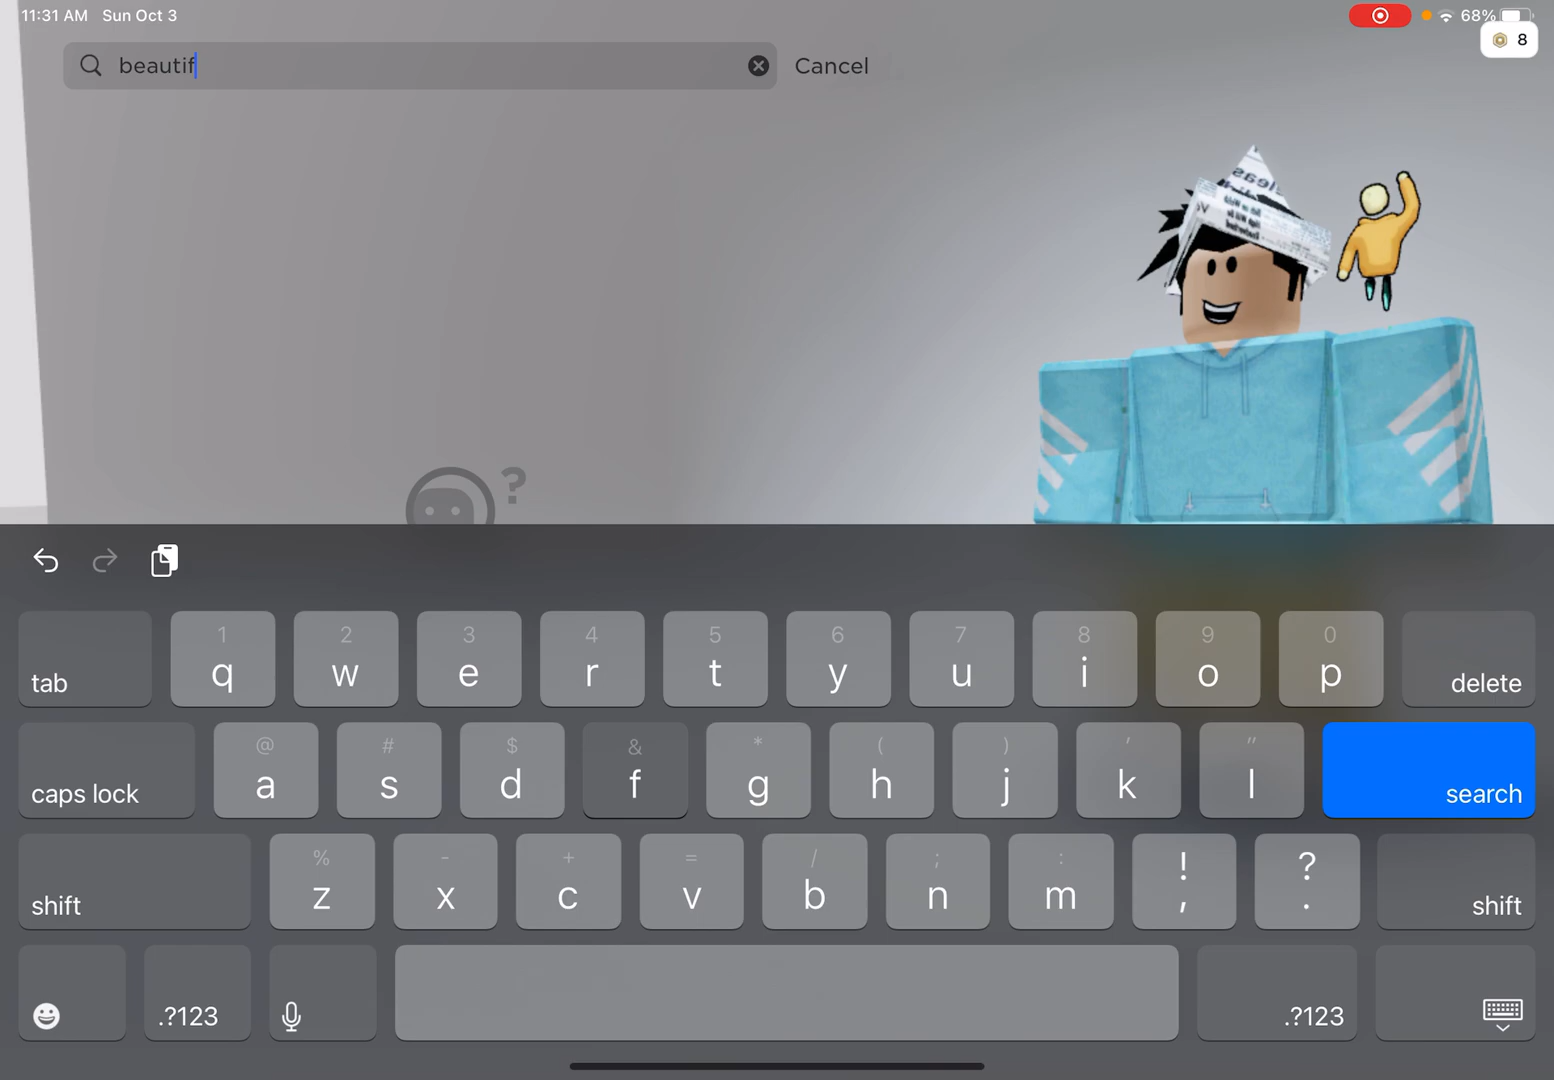 11:31 AM Sun Oct 3 68%
8
beautif Cancel
?
tab 1 q 2 w 3 e 4 r 5 t 6 y 7 u 8 i 9 o 0 p delete
caps lock @ a # s $ d & f * g ( h ) j ' k " l search
shift % z - x + c = v / b ; n : m ! , ? . shift
.?123 .?123